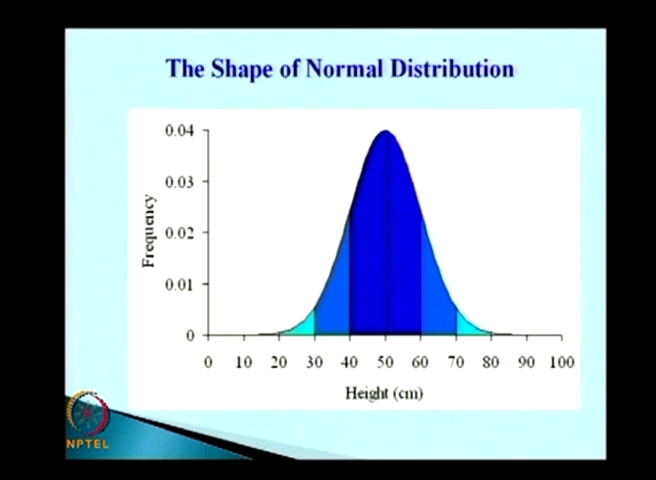 The Shape of Normal Distribution
0.04
0.03
0.02
0.01
0
Frequency
0 10 20 30 40 50 60 70 80 90 100
Height (cm)
NPTEL